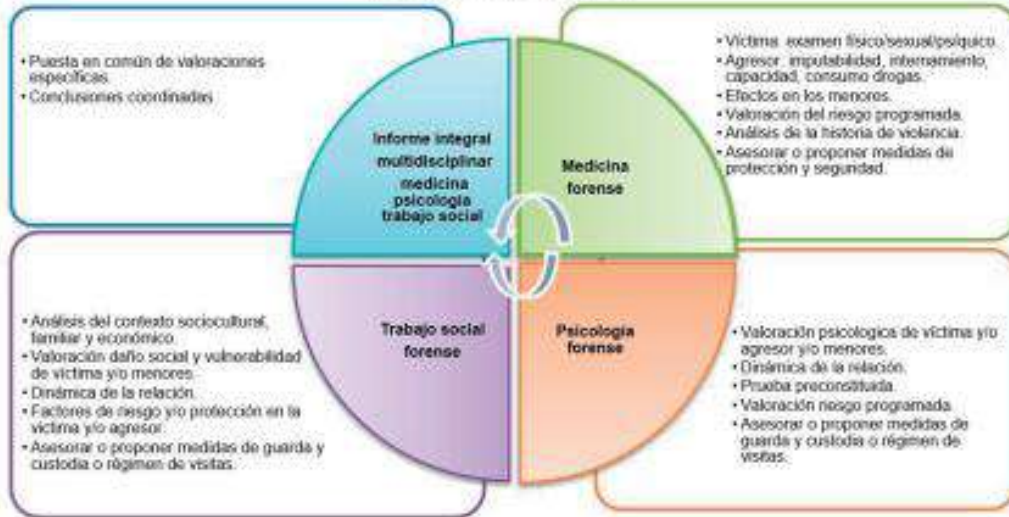 • Puesta en común de valoraciones
específicas.
• Conclusiones coordinadas
Informe integral
multidisciplinar
medicina
psicología
trabajo social
Medicina
forense
• Víctima: examen físico/sexual/psíquico.
• Agresor: imputabilidad, internamiento,
capacidad, consumo drogas.
• Efectos en los menores.
• Valoración del riesgo programada.
• Análisis de la historia de violencia.
• Asesorar o proponer medidas de
protección y seguridad.
• Análisis del contexto sociocultural,
familiar y económico.
• Valoración daño social y vulnerabilidad
de víctima y/o menores.
• Dinámica de la relación.
• Factores de riesgo y/o protección en la
víctima y/o agresor.
• Asesorar o proponer medidas de guarda y
custodia o régimen de visitas.
Trabajo social
forense
Psicología
forense
• Valoración psicologica de víctima y/o
agresor y/o menores.
• Dinámica de la relación.
• Prueba preconstituida.
• Valoración riesgo programada.
• Asesorar o proponer medidas de
guarda y custodia o régimen de
visitas.